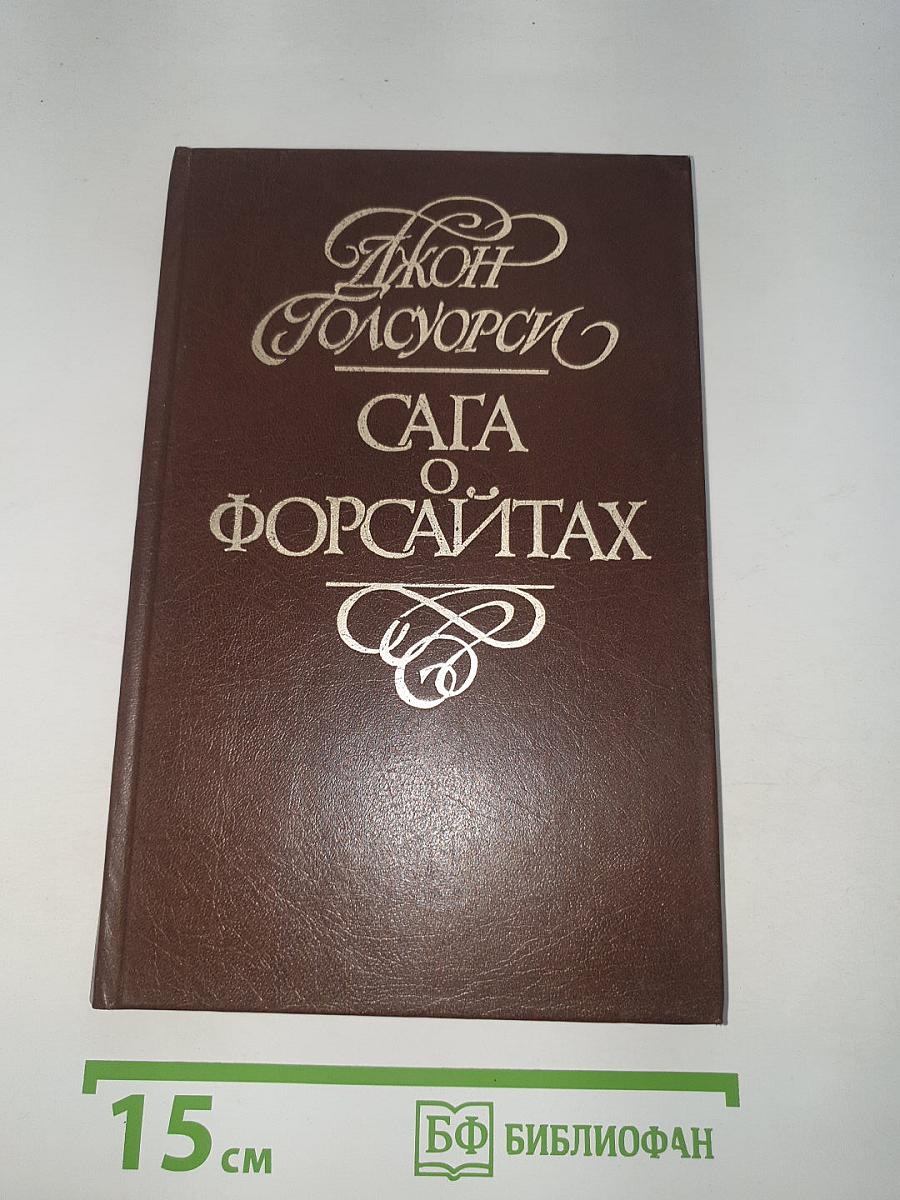 Джон
Голсуорси
САГА
О
ФОРСАЙТАХ
15 см
БФ БИБЛИОФАН